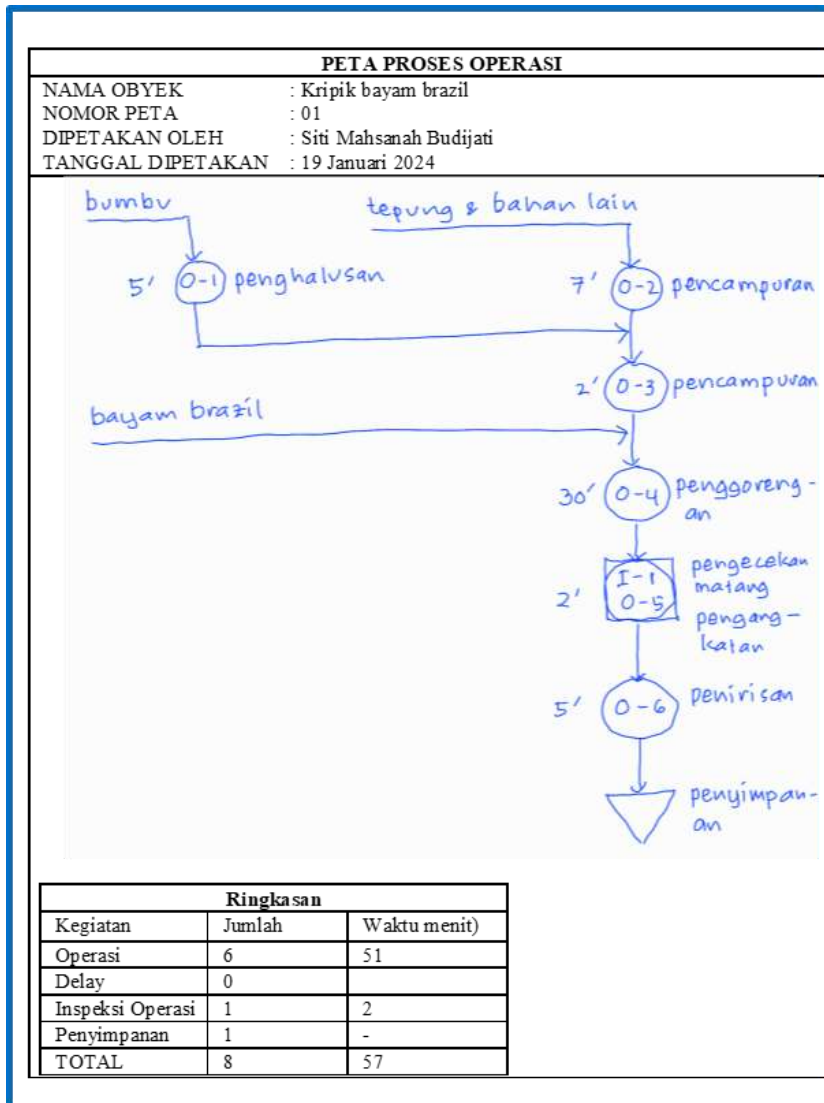 PETA PROSES OPERASI
NAMA OBYEK : Kripik bayam brazil
NOMOR PETA : 01
DIPETAKAN OLEH : Siti Mahsanah Budijati
TANGGAL DIPETAKAN : 19 Januari 2024
bumbu
tepung & bahan lain
5' O-1 penghalusan
7' O-2 pencampuran
2' O-3 pencampuran
bayam brazil
30' O-4 penggoreng-
an
2' I-1 O-5 pengecekan
matang
pengang-
katan
5' O-6 penirisan
penyimpan-
an
Ringkasan
Kegiatan Jumlah Waktu menit)
Operasi 6 51
Delay 0
Inspeksi Operasi 1 2
Penyimpanan 1 -
TOTAL 8 57